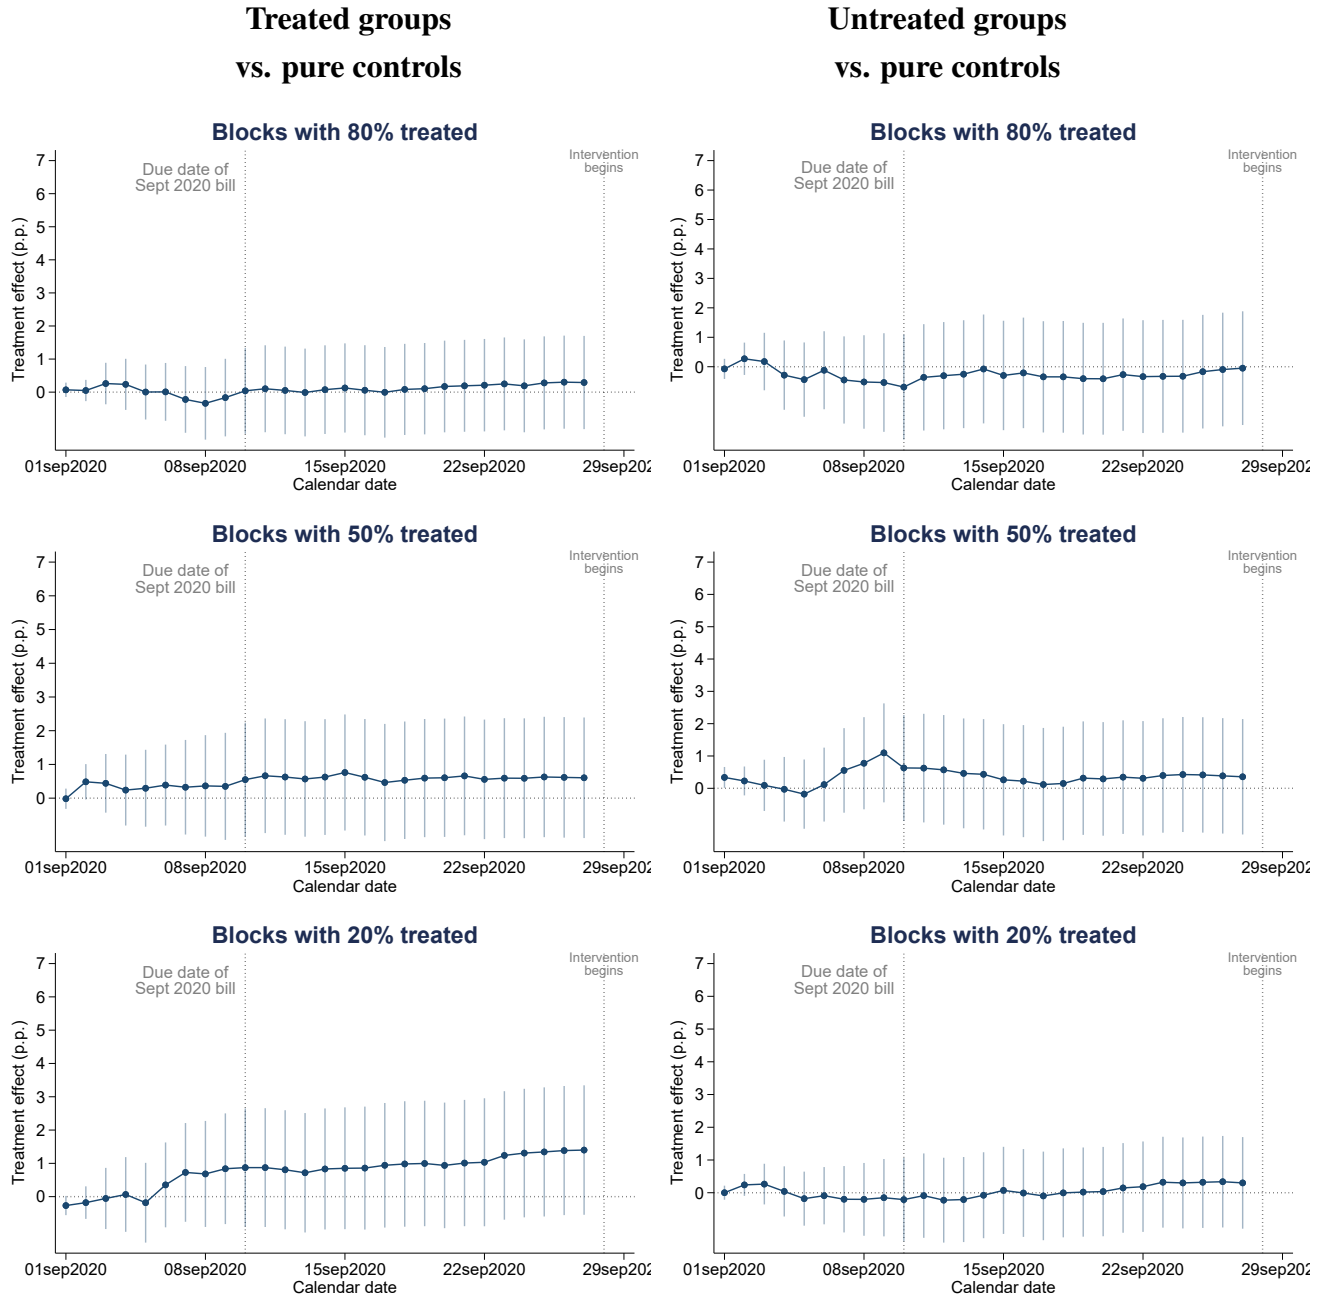 Treated groups
vs. pure controls
Untreated groups
vs. pure controls
Blocks with 80% treated
Due date of
Sept 2020 bill
Intervention
begins
Treatment effect (p.p.)
7
6
5
4
3
2
1
0
01sep2020 08sep2020 15sep2020 22sep2020 29sep202
Calendar date
Blocks with 80% treated
Due date of
Sept 2020 bill
Intervention
begins
Treatment effect (p.p.)
7
6
5
4
3
2
1
0
01sep2020 08sep2020 15sep2020 22sep2020 29sep202
Calendar date
Blocks with 50% treated
Due date of
Sept 2020 bill
Intervention
begins
Treatment effect (p.p.)
7
6
5
4
3
2
1
0
01sep2020 08sep2020 15sep2020 22sep2020 29sep202
Calendar date
Blocks with 50% treated
Due date of
Sept 2020 bill
Intervention
begins
Treatment effect (p.p.)
7
6
5
4
3
2
1
0
01sep2020 08sep2020 15sep2020 22sep2020 29sep202
Calendar date
Blocks with 20% treated
Due date of
Sept 2020 bill
Intervention
begins
Treatment effect (p.p.)
7
6
5
4
3
2
1
0
01sep2020 08sep2020 15sep2020 22sep2020 29sep202
Calendar date
Blocks with 20% treated
Due date of
Sept 2020 bill
Intervention
begins
Treatment effect (p.p.)
7
6
5
4
3
2
1
0
01sep2020 08sep2020 15sep2020 22sep2020 29sep202
Calendar date